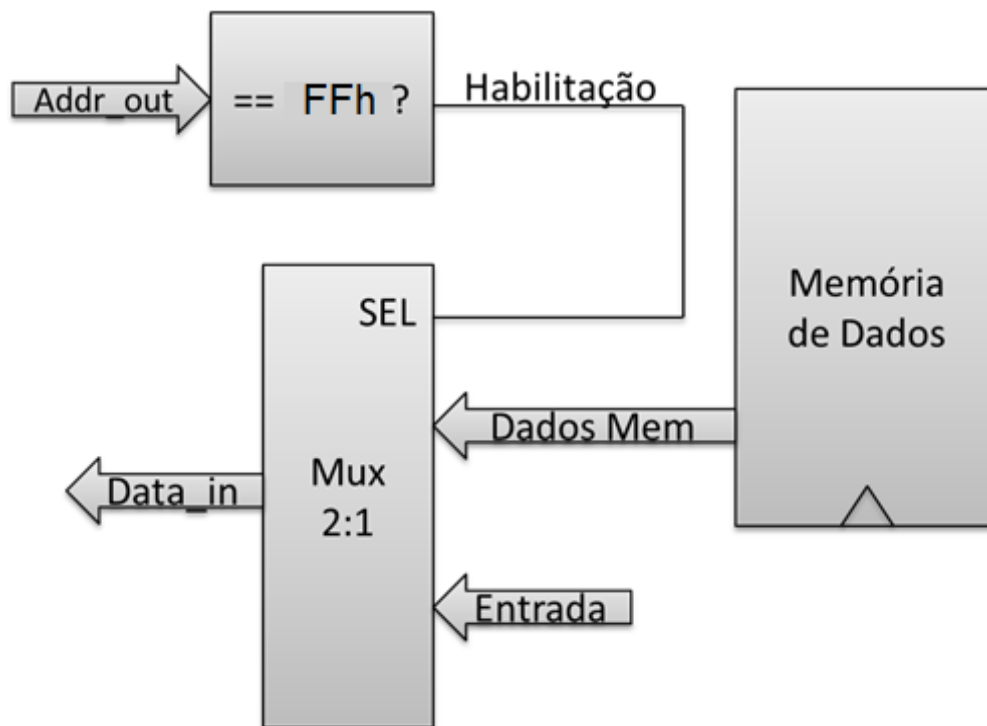 Addr_out
== FFh ?
Habilitação
Memória
de Dados
SEL
Dados Mem
Mux
2:1
Data_in
Entrada